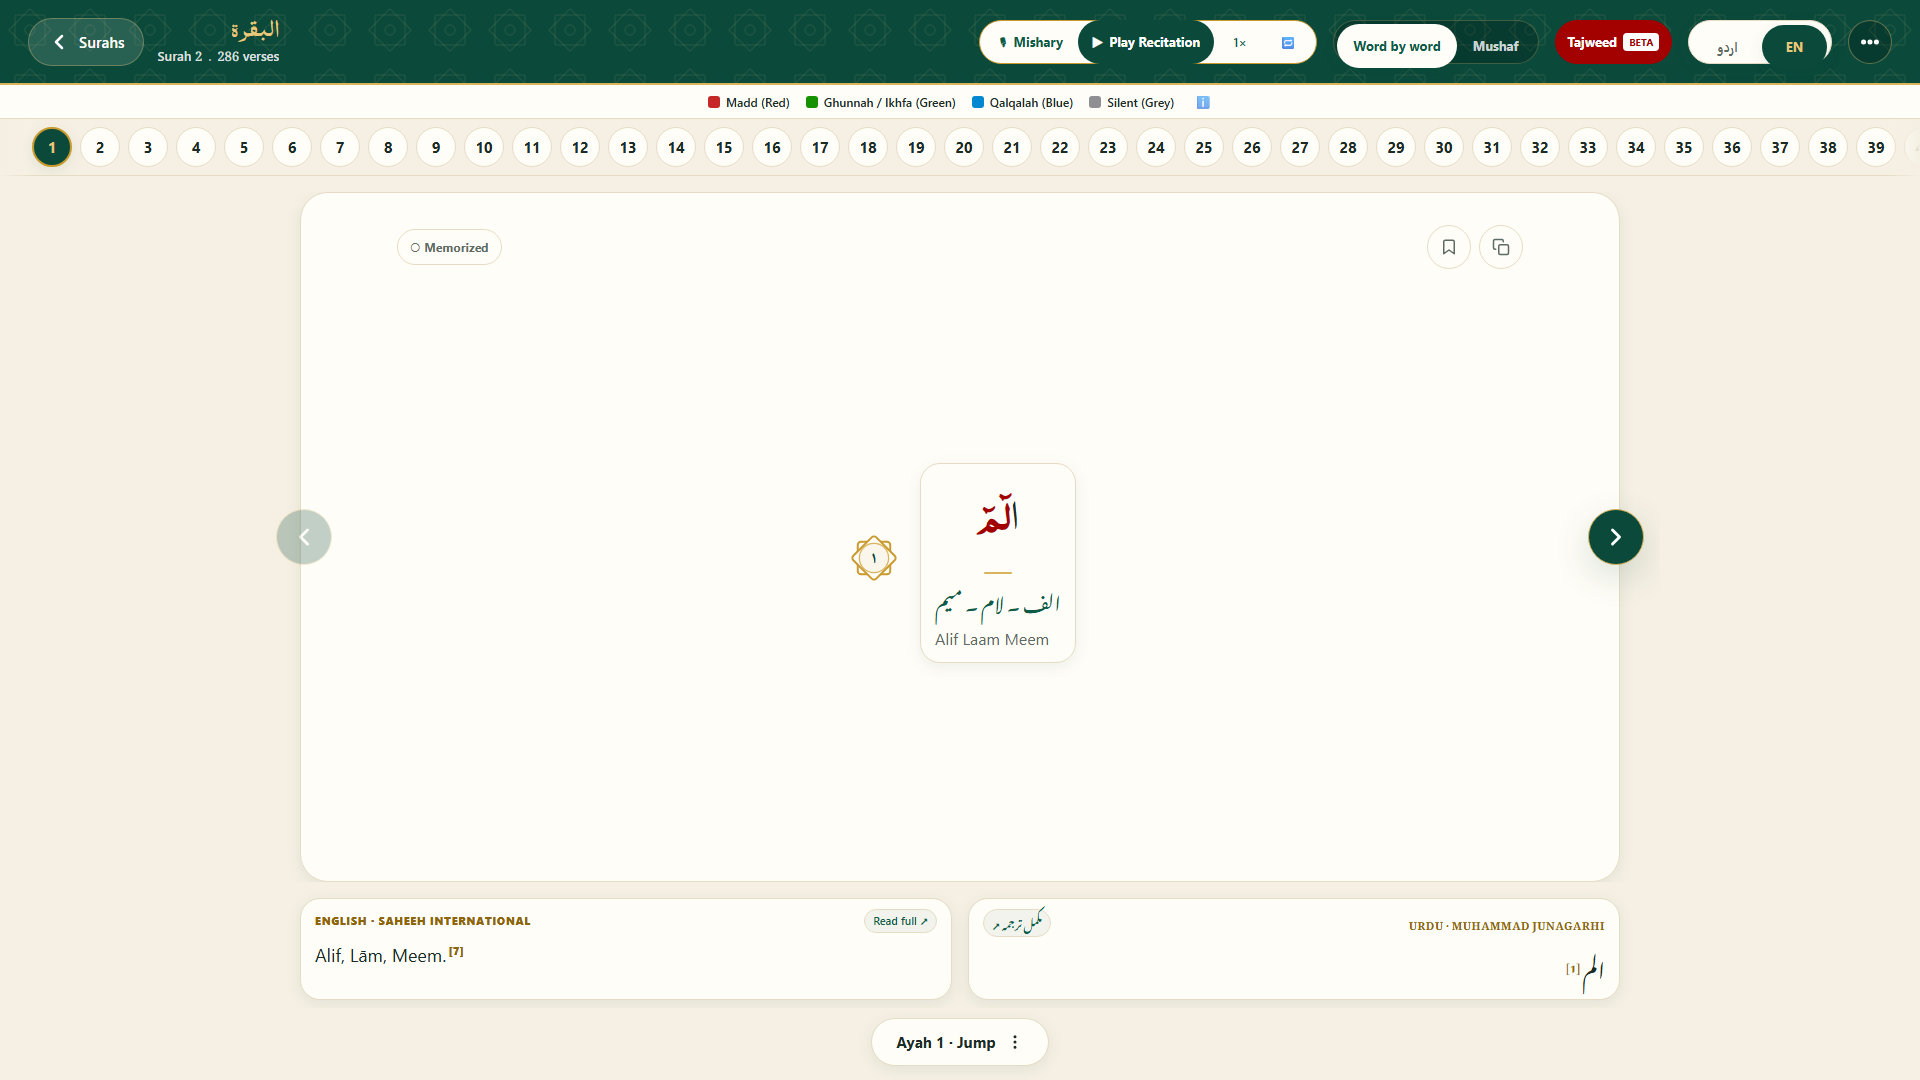 Surahs
البقرة
Surah 2 . 286 verses
Mishary
Play Recitation
1×
Word by word
Mushaf
Tajweed BETA
اردو
EN
Madd (Red)
Ghunnah / Ikhfa (Green)
Qalqalah (Blue)
Silent (Grey)
1 2 3 4 5 6 7 8 9 10 11 12 13 14 15 16 17 18 19 20 21 22 23 24 25 26 27 28 29 30 31 32 33 34 35 36 37 38 39
Memorized
الٓمّٓ
١
الف ۔ لام ۔ میم
Alif Laam Meem
ENGLISH · SAHEEH INTERNATIONAL
Read full ↗
Alif, Lām, Meem.[7]
URDU · MUHAMMAD JUNAGARHI
مکمل ترجمہ ↗
الم[1]
Ayah 1 · Jump